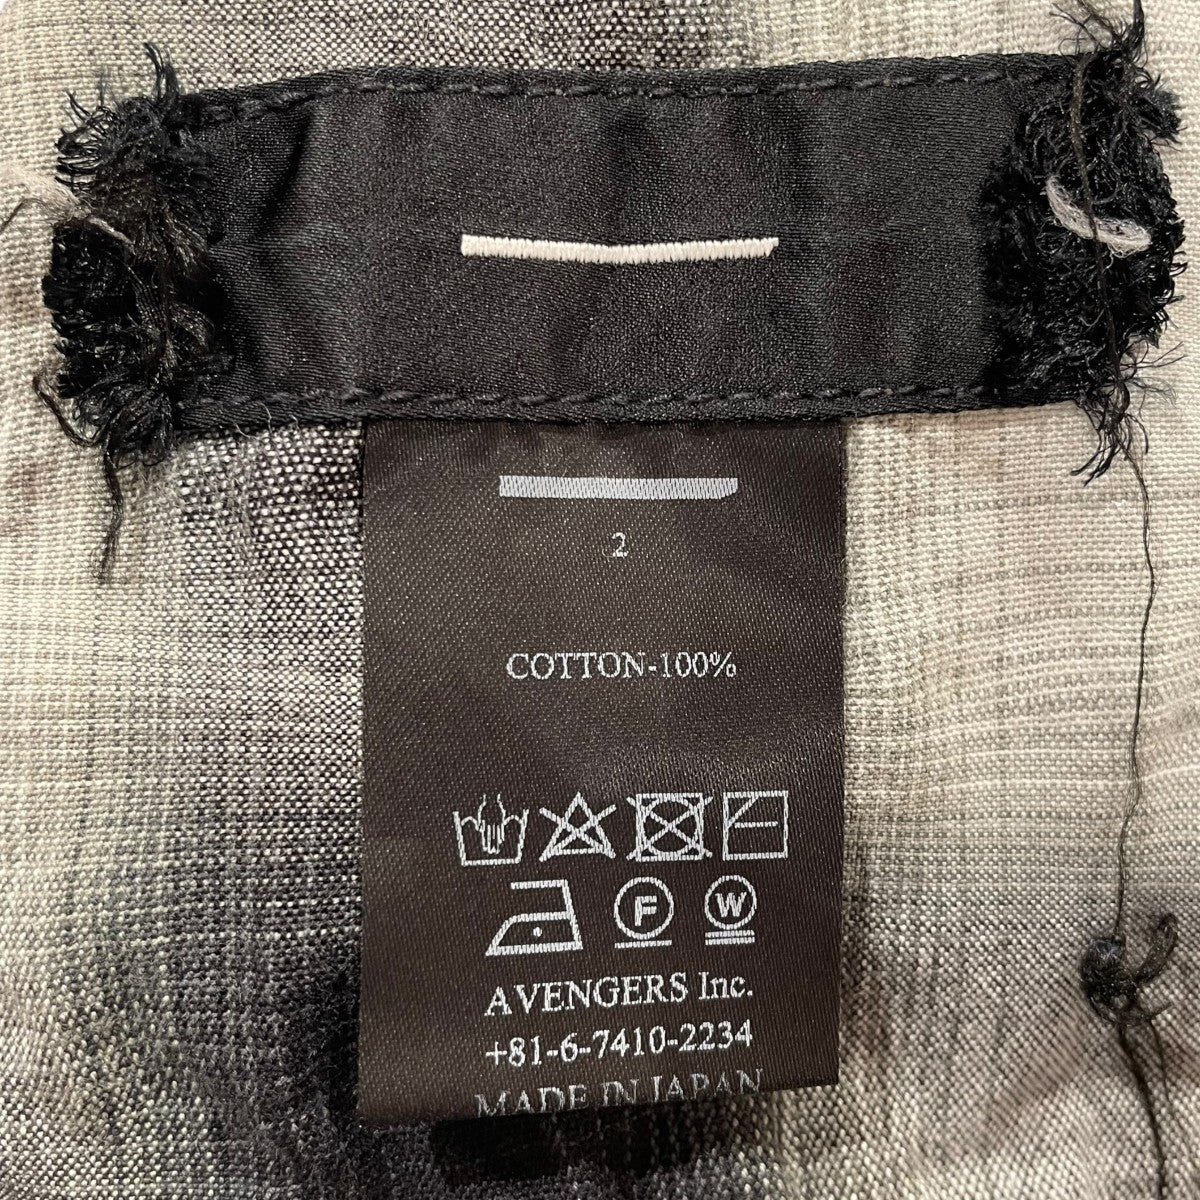 2
COTTON-100%
F W
AVENGERS Inc.
+81-6-7410-2234
MADE IN JAPAN